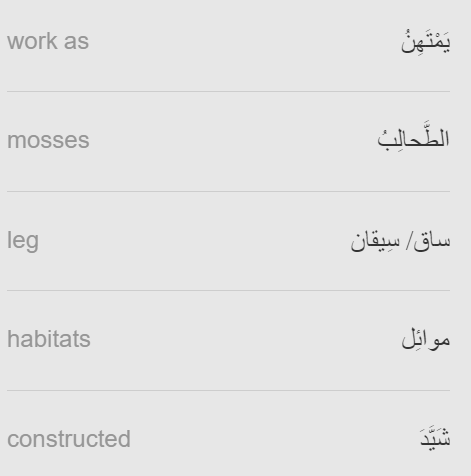 work as يَمْتَهِنُ
mosses الطَّحالِبُ
leg ساق/ سِيقان
habitats موائِل
constructed شَيَّدَ